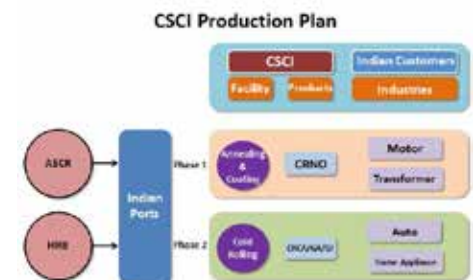 CSCI Production Plan
CSCI
Indian Customers
Facility
Products
Industries
ASCR
Phase 1
Annealing
&
Coating
CRNO
Motor
Transformer
Indian
Ports
Phase 2
Cold
Rolling
Auto
Home Appliance